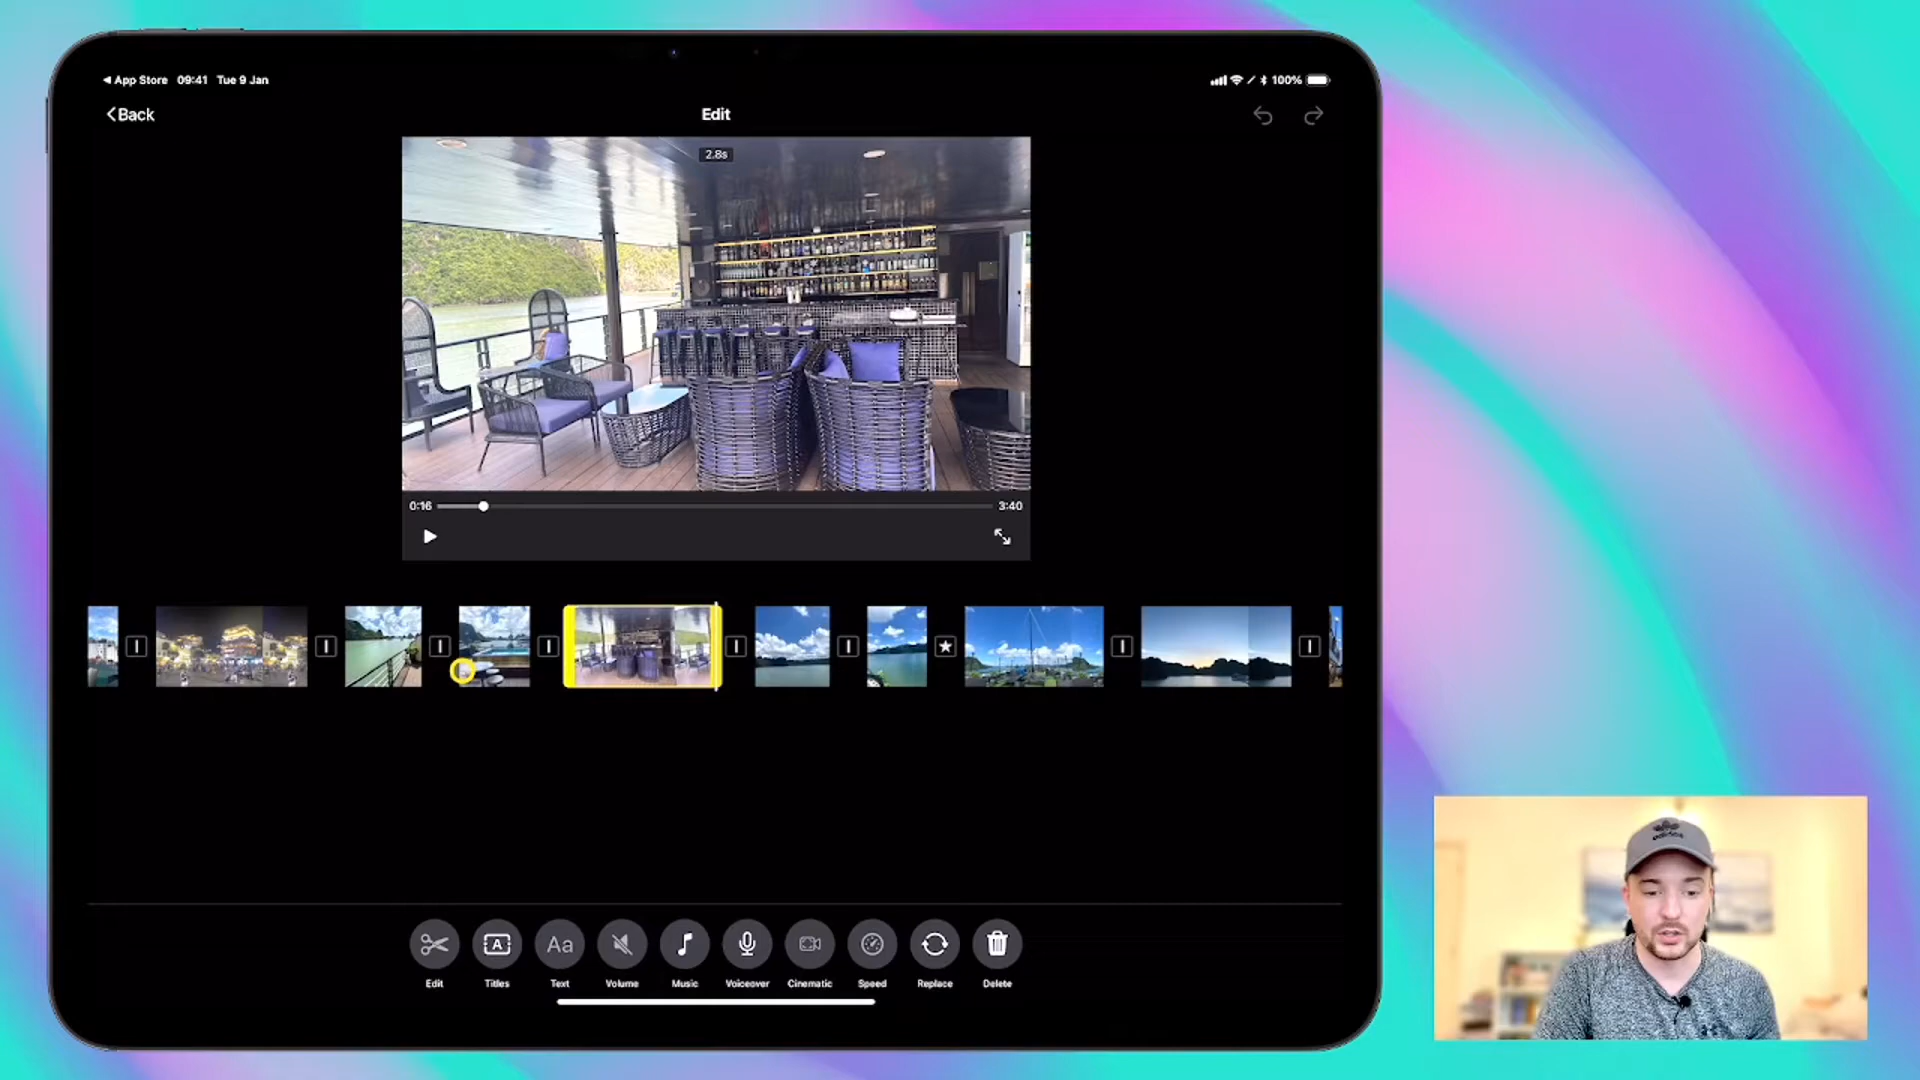 App Store 09:41 Tue 9 Jan
100%
Back
Edit
2.8s
0:16
3:40
A
Aa
Edit
Titles
Text
Volume
Music
Voiceover
Cinematic
Speed
Replace
Delete